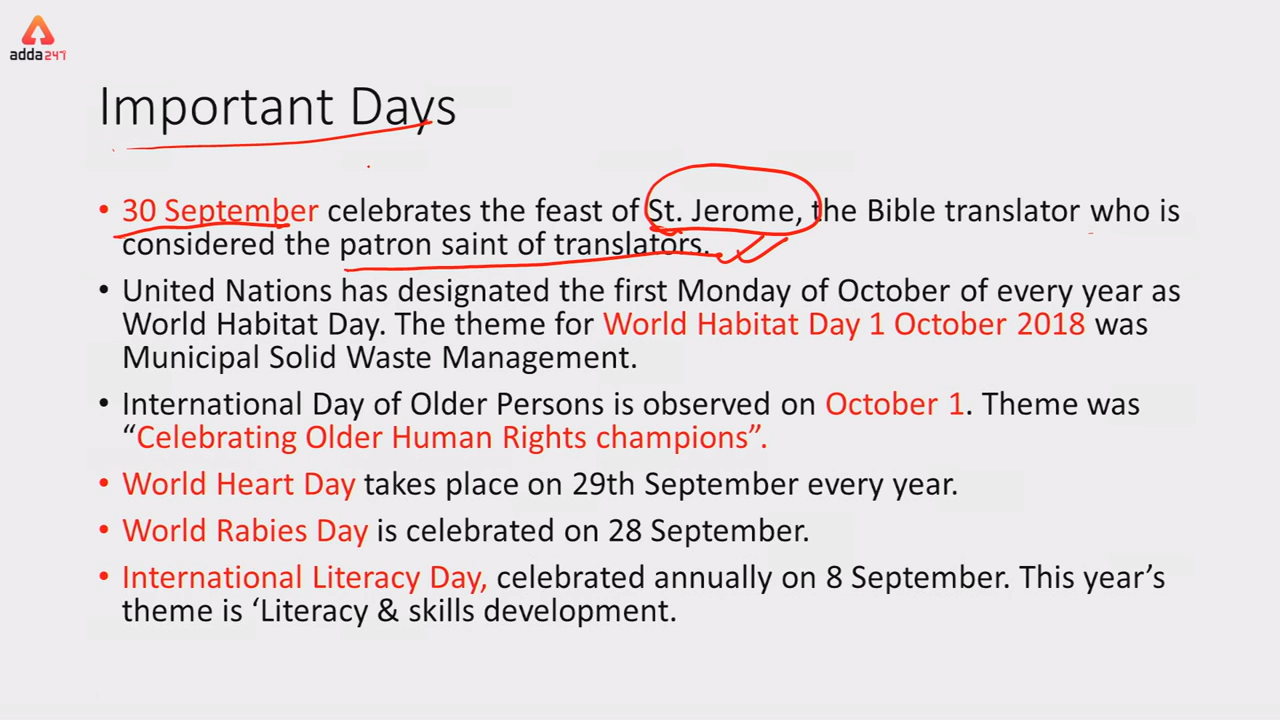 adda247
Important Days
• 30 September celebrates the feast of St. Jerome, the Bible translator who is
considered the patron saint of translators.
• United Nations has designated the first Monday of October of every year as
World Habitat Day. The theme for World Habitat Day 1 October 2018 was
Municipal Solid Waste Management.
• International Day of Older Persons is observed on October 1. Theme was
“Celebrating Older Human Rights champions”.
• World Heart Day takes place on 29th September every year.
• World Rabies Day is celebrated on 28 September.
• International Literacy Day, celebrated annually on 8 September. This year’s
theme is ‘Literacy & skills development.